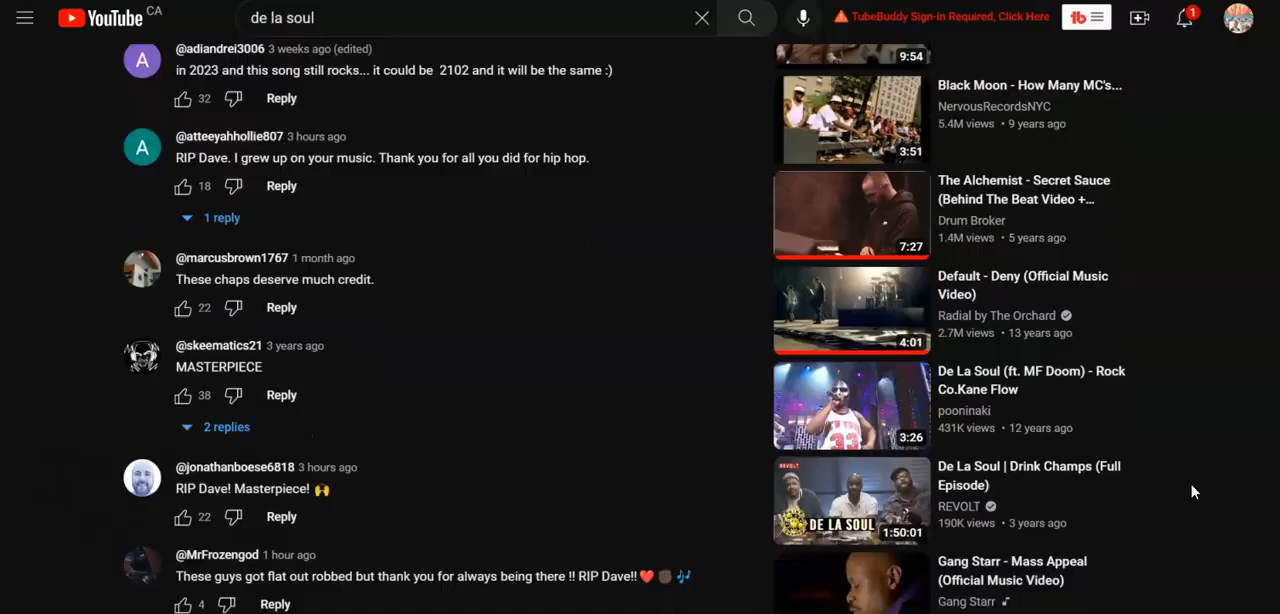 YouTube CA
de la soul
TubeBuddy Sign-in Required, Click Here
1
@adiandrei3006 3 weeks ago (edited)
in 2023 and this song still rocks... it could be 2102 and it will be the same :)
32 Reply
@atteeyahhollie807 3 hours ago
RIP Dave. I grew up on your music. Thank you for all you did for hip hop.
18 Reply
1 reply
@marcusbrown1767 1 month ago
These chaps deserve much credit.
22 Reply
@skeematics21 3 years ago
MASTERPIECE
38 Reply
2 replies
@jonathanboese6818 3 hours ago
RIP Dave! Masterpiece! 🙌
22 Reply
@MrFrozengod 1 hour ago
These guys got flat out robbed but thank you for always being there !! RIP Dave!!❤️✊🏿🎶
4 Reply
A
A
9:54
Black Moon - How Many MC's...
NervousRecordsNYC
5.4M views • 9 years ago
3:51
The Alchemist - Secret Sauce
(Behind The Beat Video +...
Drum Broker
1.4M views • 5 years ago
7:27
Default - Deny (Official Music
Video)
Radial by The Orchard
2.7M views • 13 years ago
4:01
De La Soul (ft. MF Doom) - Rock
Co.Kane Flow
pooninaki
431K views • 12 years ago
33
3:26
De La Soul | Drink Champs (Full
Episode)
REVOLT
190K views • 3 years ago
REVOLT
DE LA SOUL
1:50:01
Gang Starr - Mass Appeal
(Official Music Video)
Gang Starr